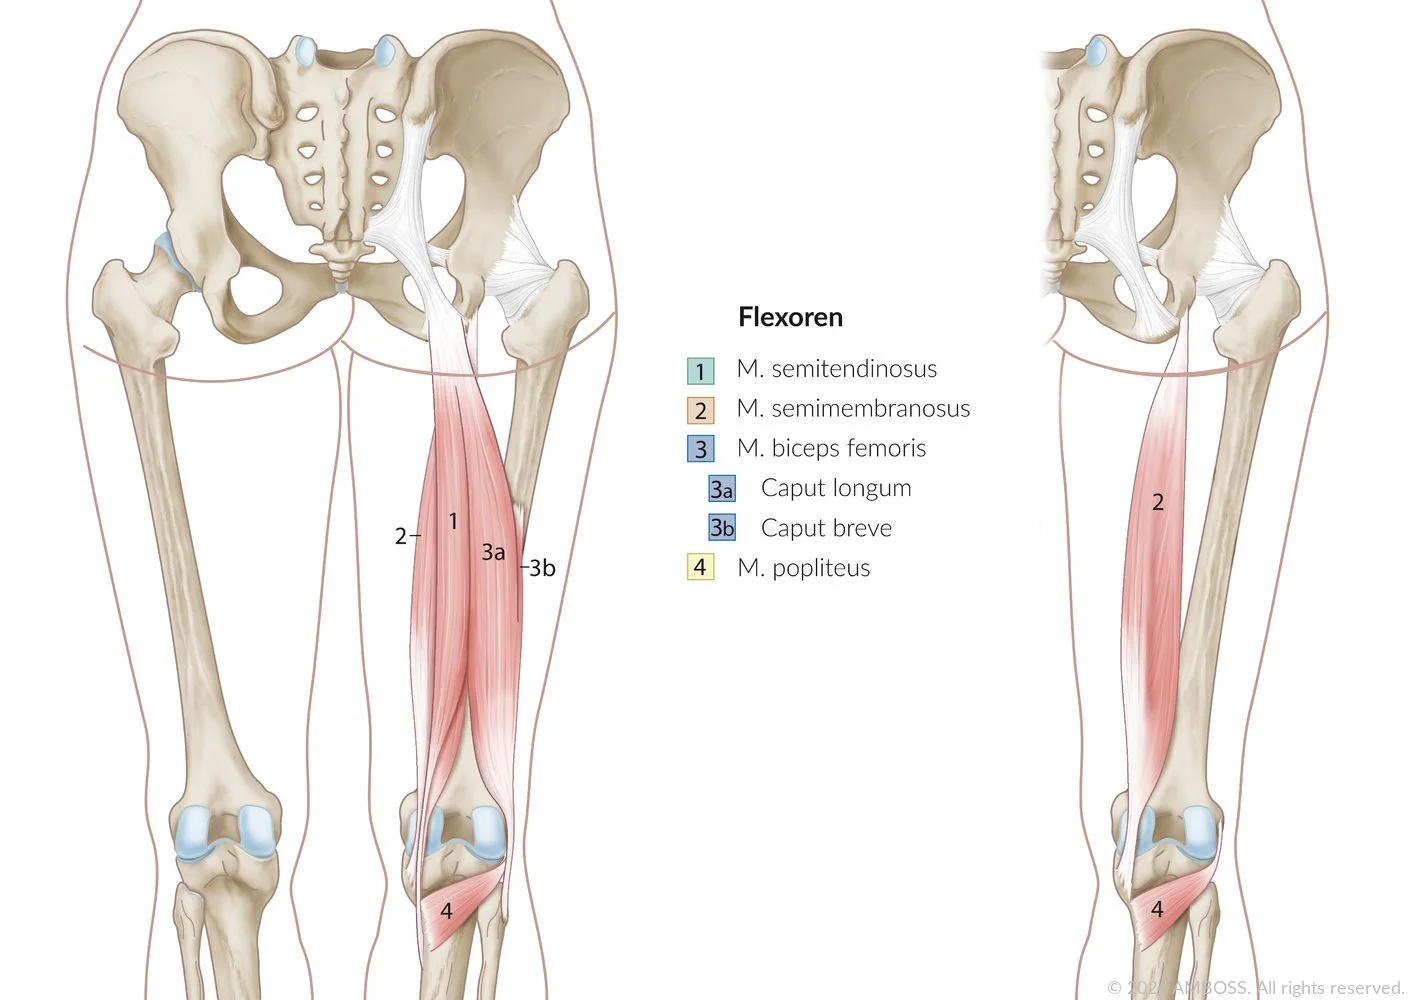 Flexoren
1 M. semitendinosus
2 M. semimembranosus
3 M. biceps femoris
3a Caput longum
3b Caput breve
4 M. popliteus
2
1
3a
3b
4
2
4
© AMBOSS. All rights reserved.